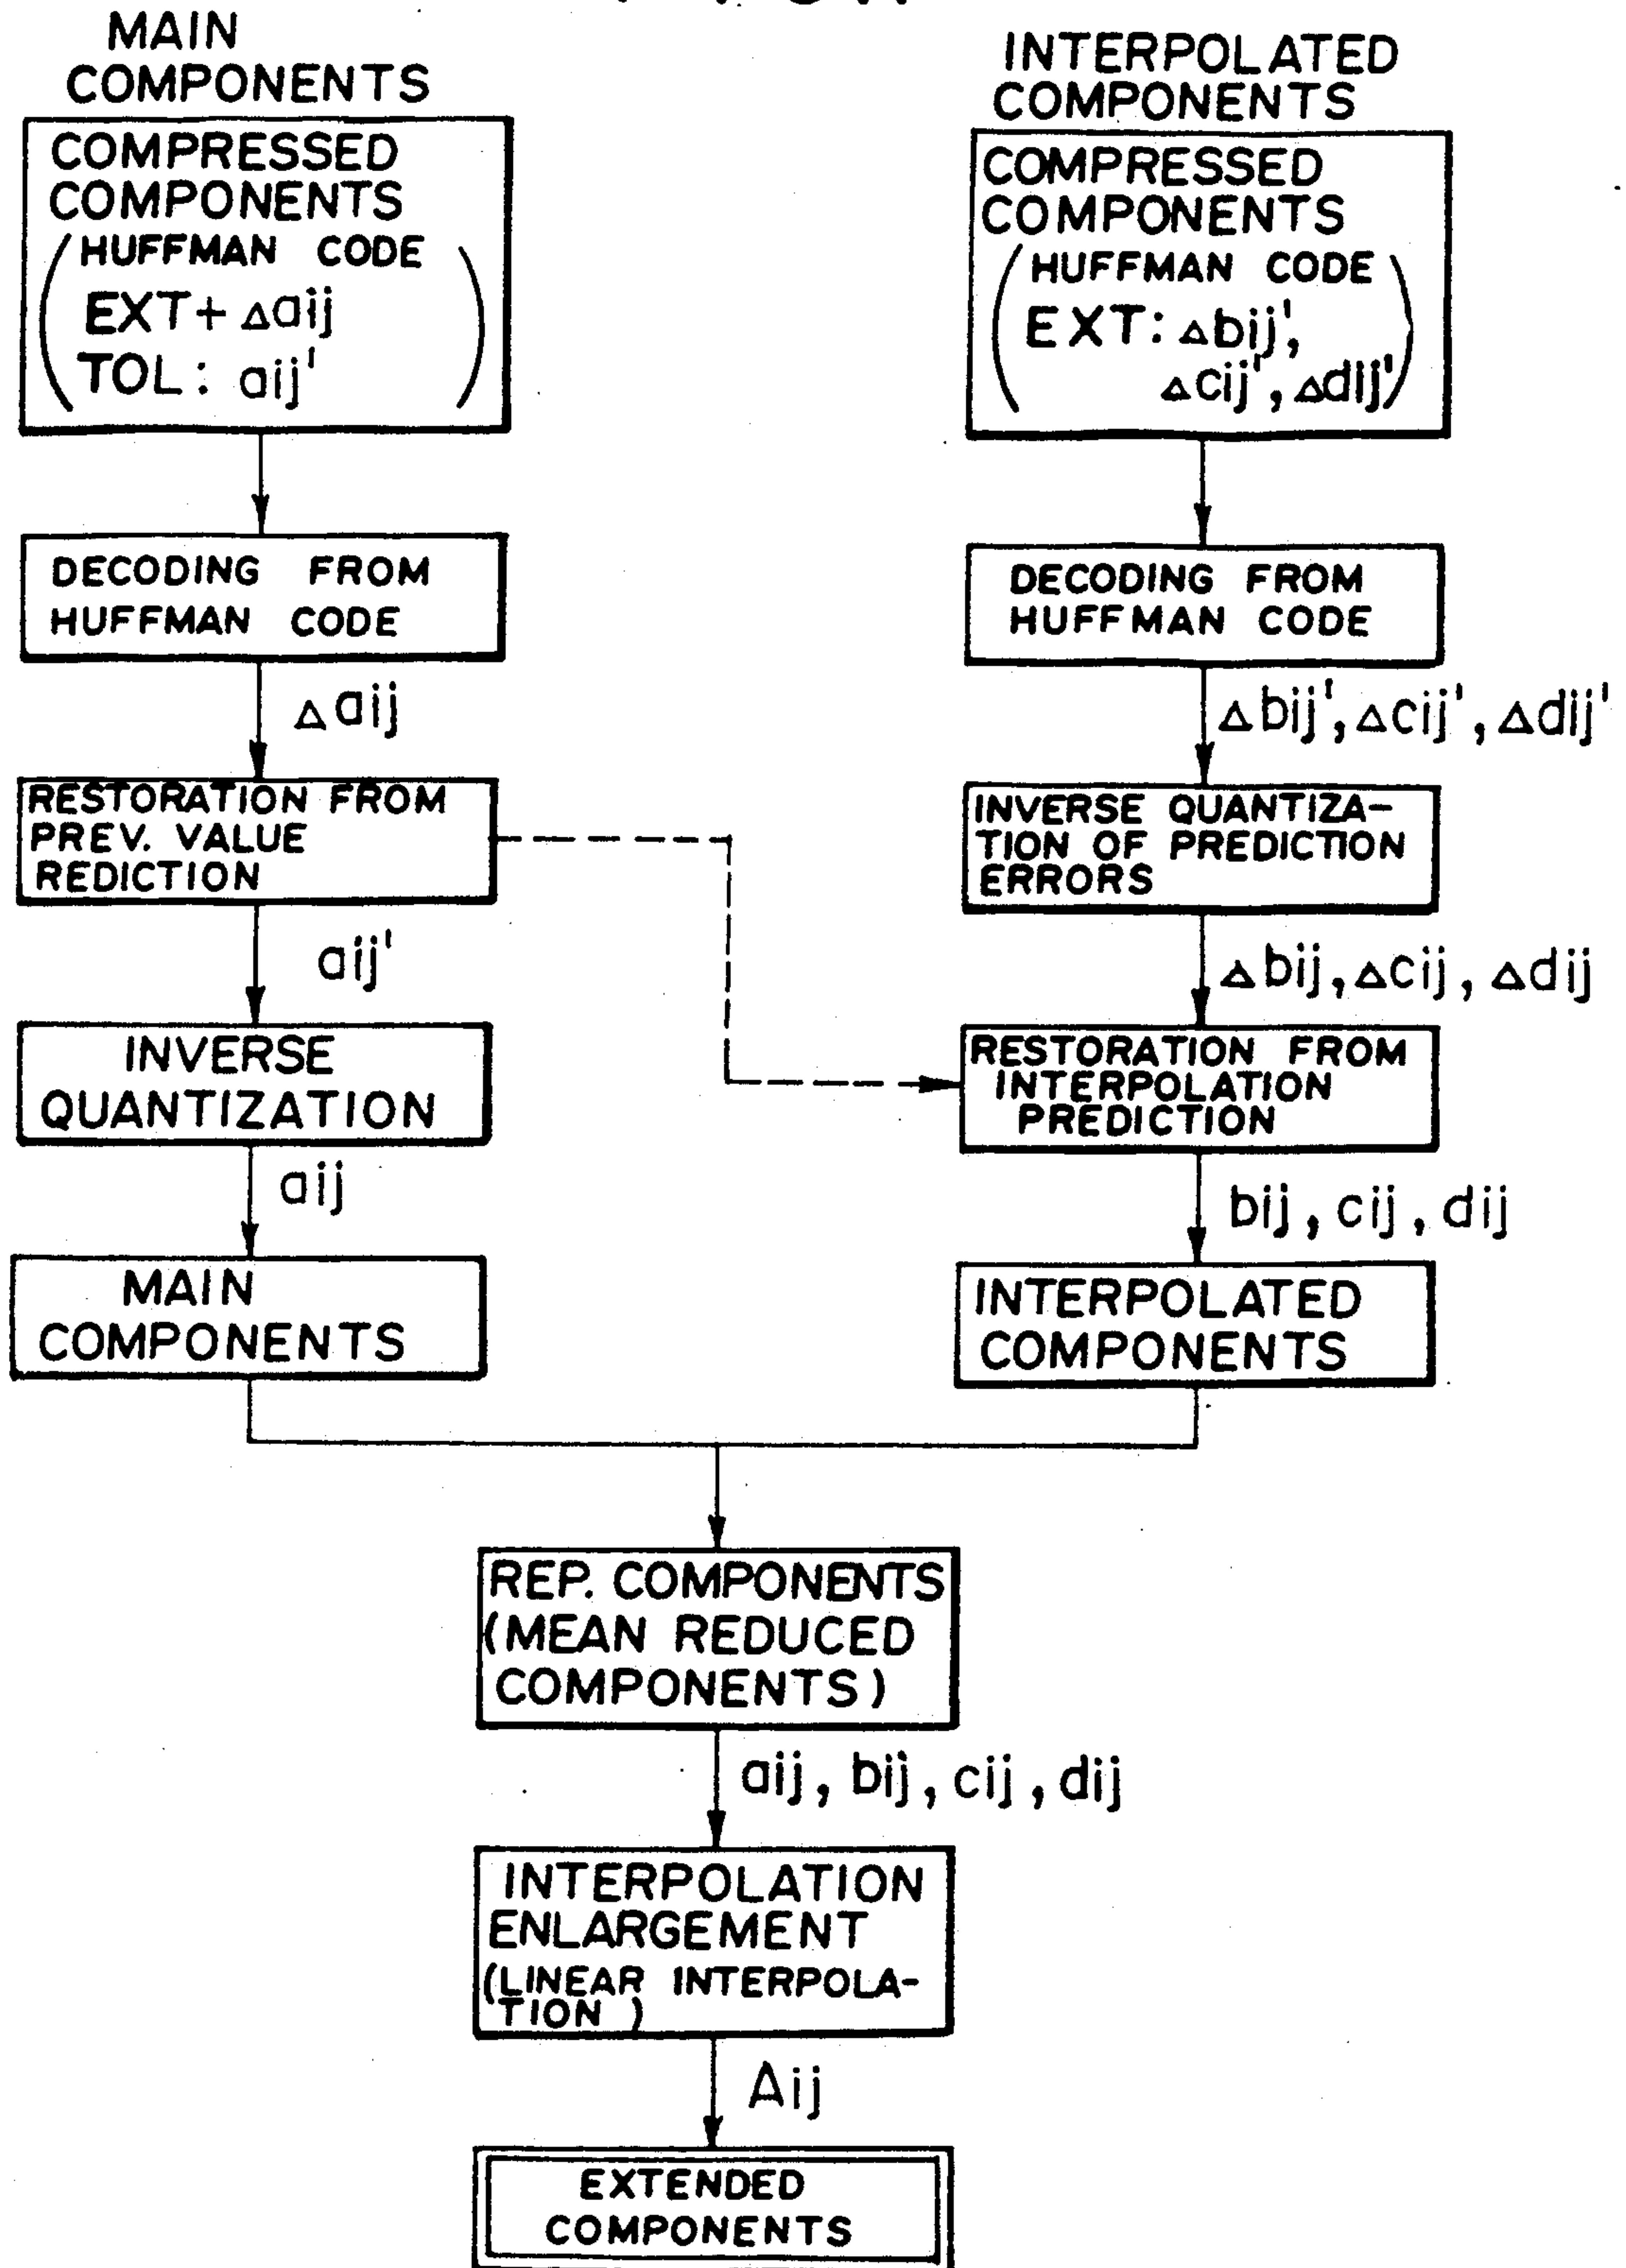 MAIN
COMPONENTS
COMPRESSED
COMPONENTS
HUFFMAN CODE
EXT+ Δaij
TOL: aij'
DECODING FROM
HUFFMAN CODE
Δaij
RESTORATION FROM
PREV. VALUE
REDICTION
aij'
INVERSE
QUANTIZATION
aij
MAIN
COMPONENTS
INTERPOLATED
COMPONENTS
COMPRESSED
COMPONENTS
(HUFFMAN CODE
EXT: Δbij',
Δcij', Δdij')
DECODING FROM
HUFFMAN CODE
Δbij', Δcij', Δdij'
INVERSE QUANTIZA-
TION OF PREDICTION
ERRORS
Δbij, Δcij, Δdij
RESTORATION FROM
INTERPOLATION
PREDICTION
bij, cij, dij
INTERPOLATED
COMPONENTS
REP. COMPONENTS
(MEAN REDUCED
COMPONENTS)
aij, bij, cij, dij
INTERPOLATION
ENLARGEMENT
(LINEAR INTERPOLA-
TION)
Aij
EXTENDED
COMPONENTS